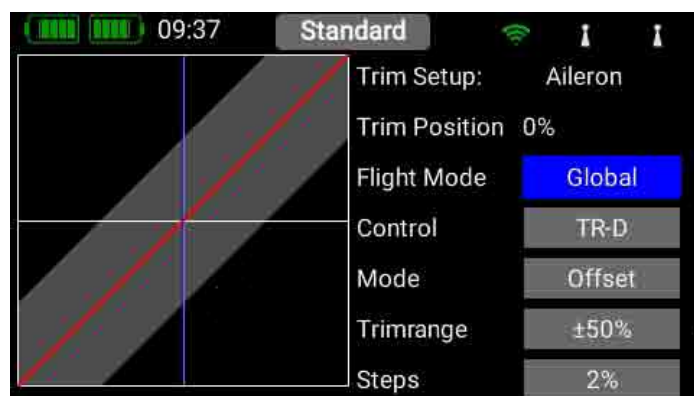 09:37 Standard
Trim Setup: Aileron
Trim Position 0%
Flight Mode Global
Control TR-D
Mode Offset
Trimrange ±50%
Steps 2%